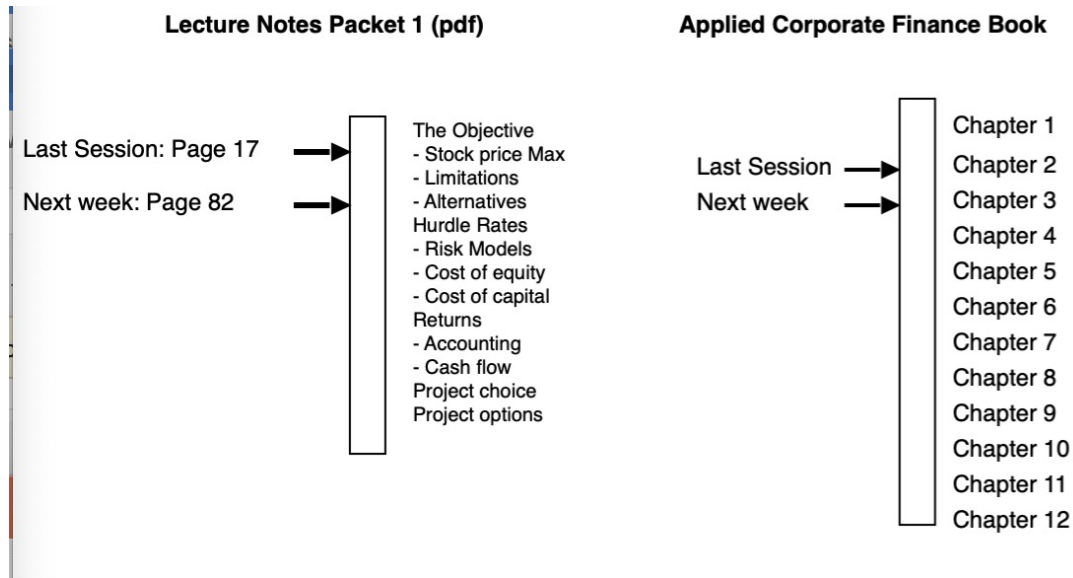 Lecture Notes Packet 1 (pdf)
Last Session: Page 17
Next week: Page 82
The Objective
- Stock price Max
- Limitations
- Alternatives
Hurdle Rates
- Risk Models
- Cost of equity
- Cost of capital
Returns
- Accounting
- Cash flow
Project choice
Project options
Applied Corporate Finance Book
Last Session
Next week
Chapter 1
Chapter 2
Chapter 3
Chapter 4
Chapter 5
Chapter 6
Chapter 7
Chapter 8
Chapter 9
Chapter 10
Chapter 11
Chapter 12